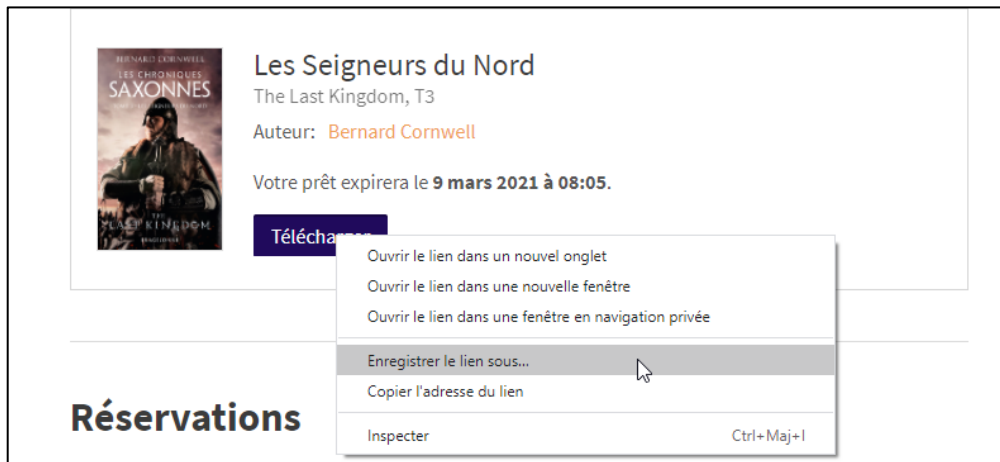 BERNARD CORNWELL
LES CHRONIQUES
SAXONNES
THE
LAST KINGDOM
BRAGELONNE
Les Seigneurs du Nord
The Last Kingdom, T3
Auteur: Bernard Cornwell
Votre prêt expirera le 9 mars 2021 à 08:05.
Télécharger
Ouvrir le lien dans un nouvel onglet
Ouvrir le lien dans une nouvelle fenêtre
Ouvrir le lien dans une fenêtre en navigation privée
Enregistrer le lien sous...
Copier l'adresse du lien
Inspecter Ctrl+Maj+I
Réservations